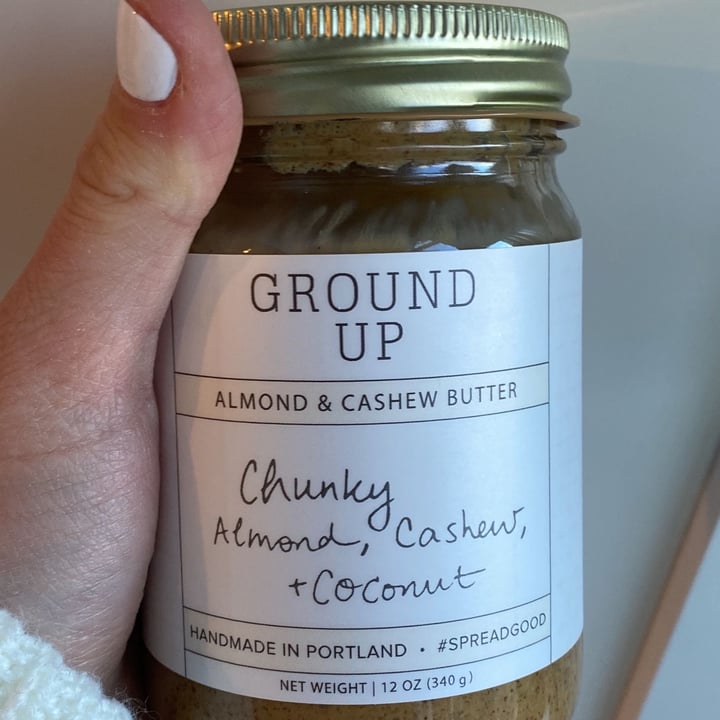 GROUND
UP
ALMOND & CASHEW BUTTER
Chunky
Almond, Cashew,
+ Coconut
HANDMADE IN PORTLAND • #SPREADGOOD
NET WEIGHT | 12 OZ (340 g)